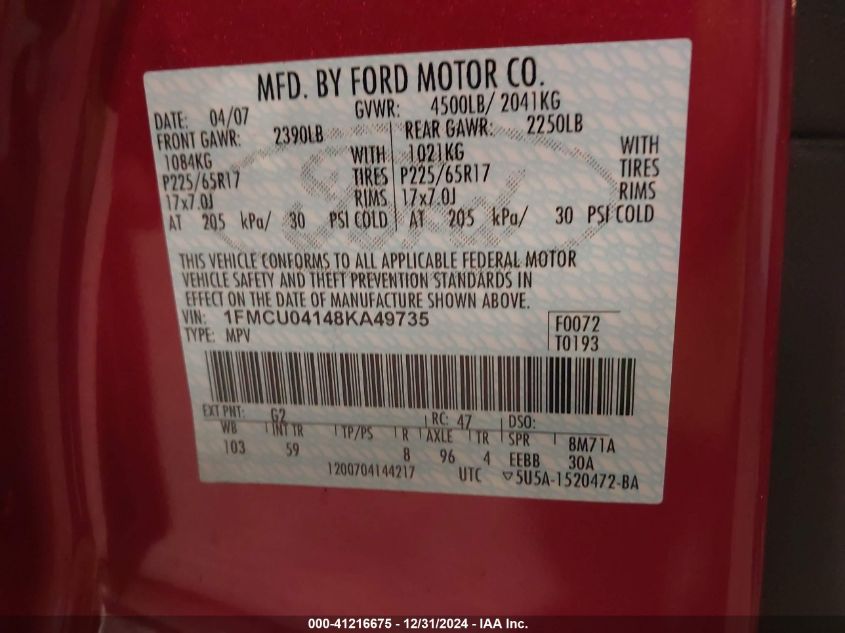 MFD. BY FORD MOTOR CO.
DATE: 04/07 GVWR: 4500LB/ 2041KG
FRONT GAWR: 2390LB REAR GAWR: 2250LB
1084KG WITH 1021KG WITH
P225/65R17 TIRES P225/65R17 TIRES
17x7.0J RIMS 17x7.0J RIMS
AT 205 kPa/ 30 PSI COLD AT 205 kPa/ 30 PSI COLD
THIS VEHICLE CONFORMS TO ALL APPLICABLE FEDERAL MOTOR
VEHICLE SAFETY AND THEFT PREVENTION STANDARDS IN
EFFECT ON THE DATE OF MANUFACTURE SHOWN ABOVE.
VIN: 1FMCU04148KA49735 F0072
TYPE: MPV T0193
EXT PNT: G2 RC: 47 DSO:
WB INT TR TP/PS R AXLE TR SPR 8M71A
103 59 8 96 4 EEBB 30A
1200704144217 UTC ▽5U5A-1520472-BA
000-41216675 - 12/31/2024 - IAA Inc.